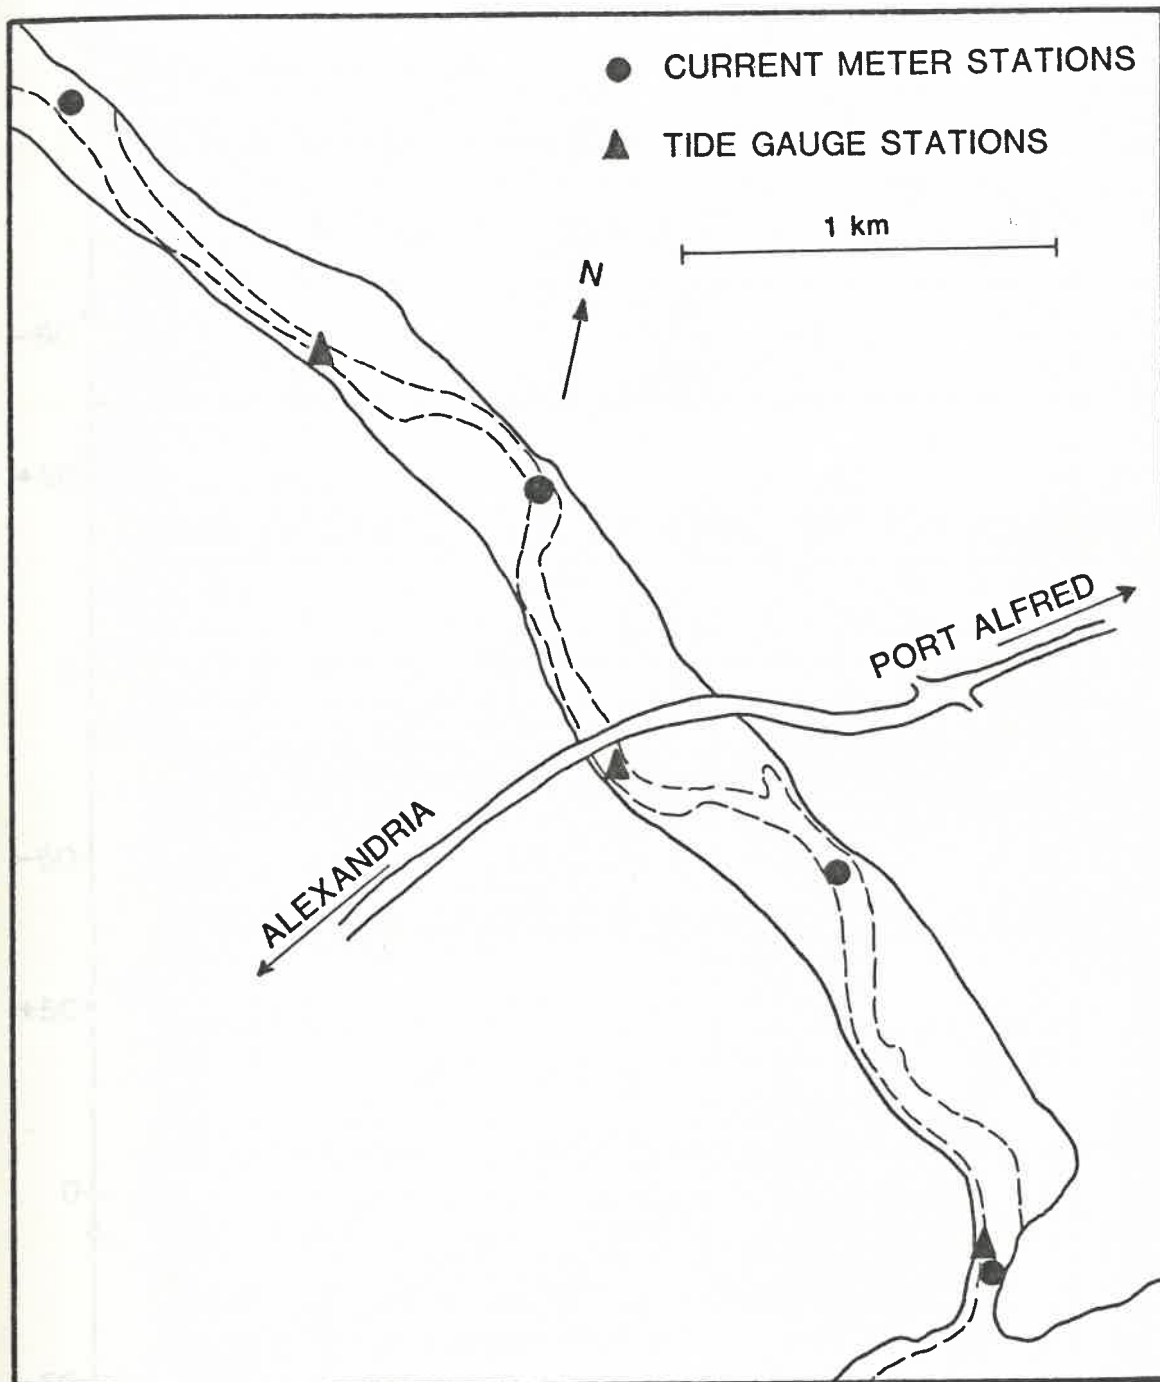 CURRENT METER STATIONS
TIDE GAUGE STATIONS
1 km
N
PORT ALFRED
ALEXANDRIA